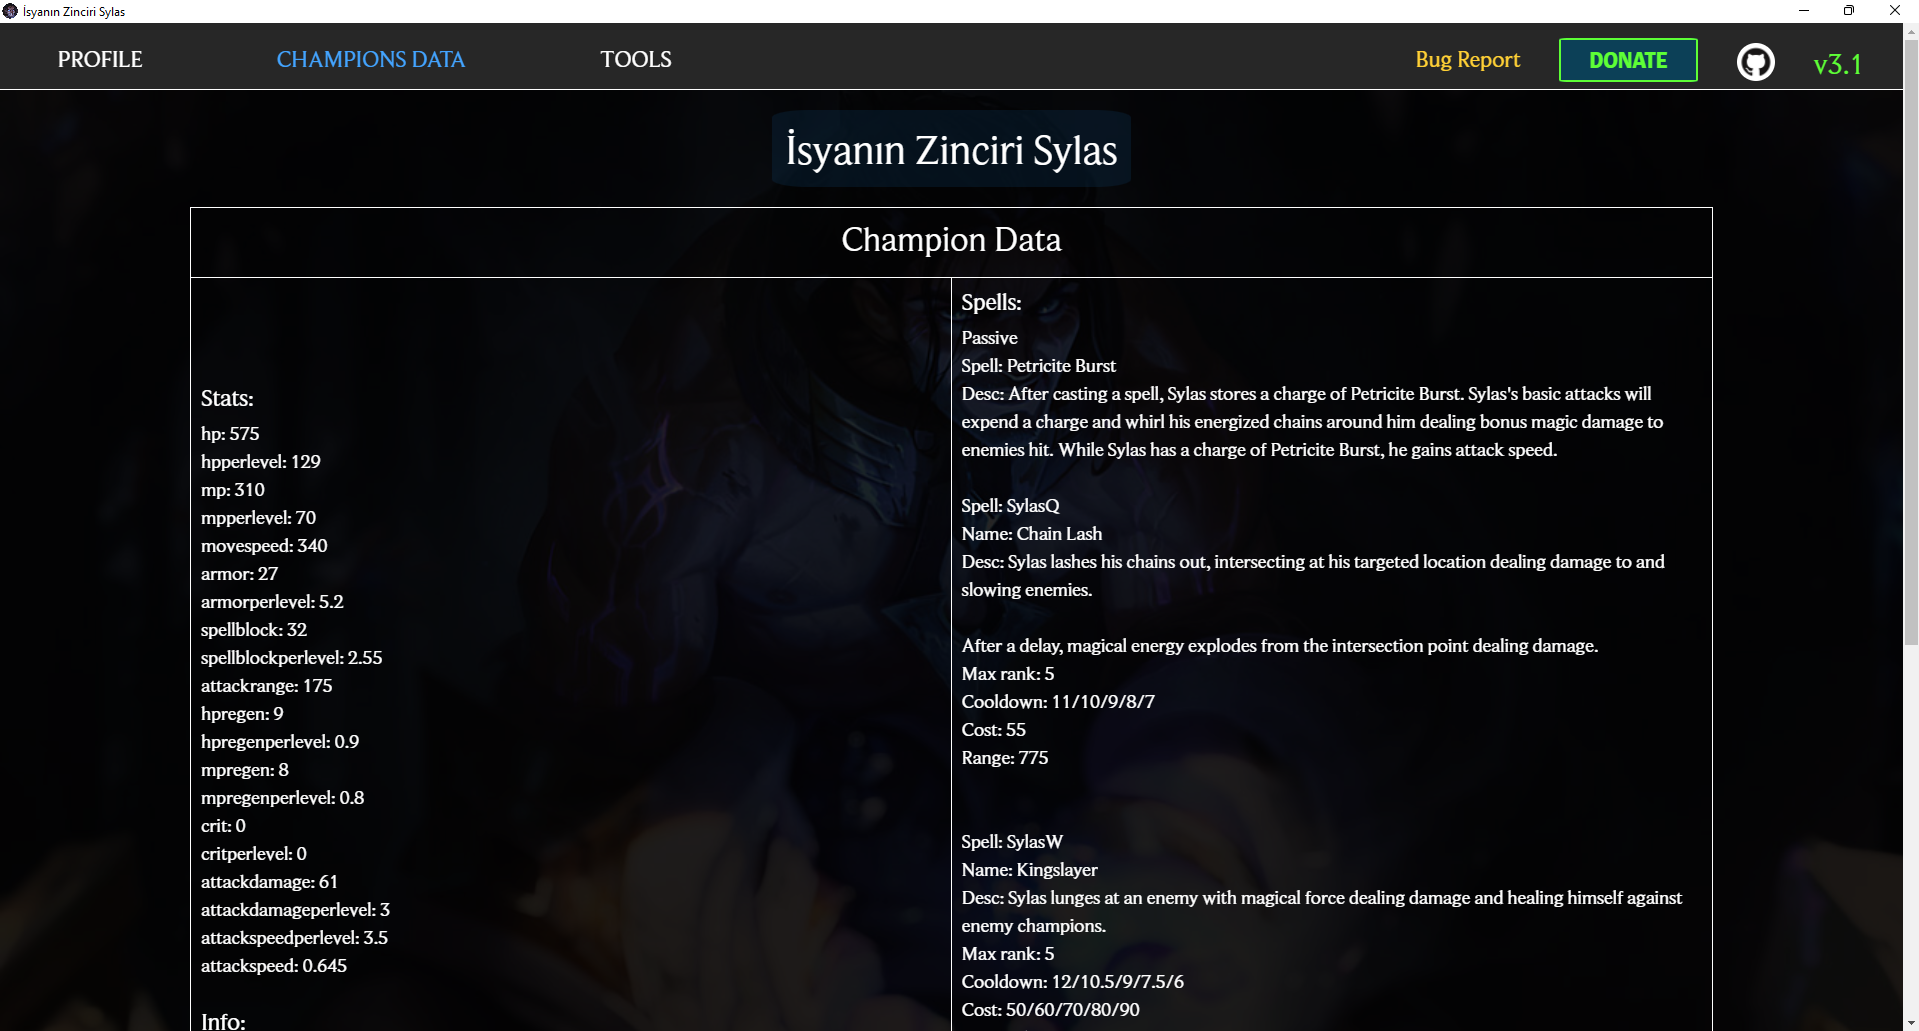 İsyanın Zinciri Sylas
PROFILE
CHAMPIONS DATA
TOOLS
Bug Report
DONATE
v3.1
İsyanın Zinciri Sylas
Champion Data
Stats:
hp: 575
hpperlevel: 129
mp: 310
mpperlevel: 70
movespeed: 340
armor: 27
armorperlevel: 5.2
spellblock: 32
spellblockperlevel: 2.55
attackrange: 175
hpregen: 9
hpregenperlevel: 0.9
mpregen: 8
mpregenperlevel: 0.8
crit: 0
critperlevel: 0
attackdamage: 61
attackdamageperlevel: 3
attackspeedperlevel: 3.5
attackspeed: 0.645
Info:
Spells:
Passive
Spell: Petricite Burst
Desc: After casting a spell, Sylas stores a charge of Petricite Burst. Sylas's basic attacks will
expend a charge and whirl his energized chains around him dealing bonus magic damage to
enemies hit. While Sylas has a charge of Petricite Burst, he gains attack speed.
Spell: SylasQ
Name: Chain Lash
Desc: Sylas lashes his chains out, intersecting at his targeted location dealing damage to and
slowing enemies.
After a delay, magical energy explodes from the intersection point dealing damage.
Max rank: 5
Cooldown: 11/10/9/8/7
Cost: 55
Range: 775
Spell: SylasW
Name: Kingslayer
Desc: Sylas lunges at an enemy with magical force dealing damage and healing himself against
enemy champions.
Max rank: 5
Cooldown: 12/10.5/9/7.5/6
Cost: 50/60/70/80/90